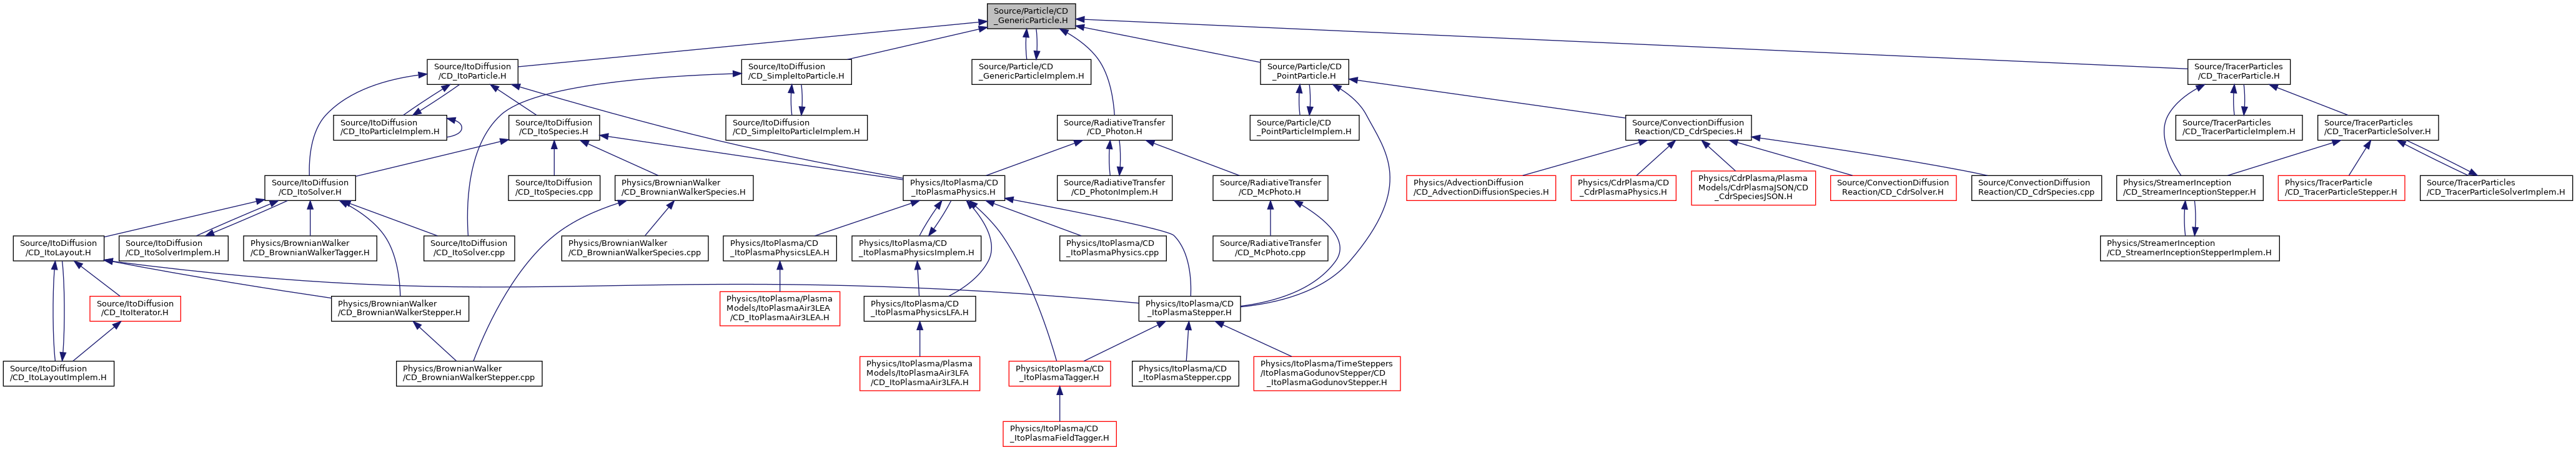 Source/Particle/CD
_GenericParticle.H
Source/ItoDiffusion
/CD_ItoParticle.H
Source/ItoDiffusion
/CD_SimpleItoParticle.H
Source/Particle/CD
_GenericParticleImplem.H
Source/Particle/CD
_PointParticle.H
Source/TracerParticles
/CD_TracerParticle.H
Source/ItoDiffusion
/CD_ItoParticleImplem.H
Source/ItoDiffusion
/CD_ItoSpecies.H
Source/ItoDiffusion
/CD_SimpleItoParticleImplem.H
Source/RadiativeTransfer
/CD_Photon.H
Source/Particle/CD
_PointParticleImplem.H
Source/ConvectionDiffusion
Reaction/CD_CdrSpecies.H
Source/TracerParticles
/CD_TracerParticleImplem.H
Source/TracerParticles
/CD_TracerParticleSolver.H
Source/ItoDiffusion
/CD_ItoSolver.H
Source/ItoDiffusion
/CD_ItoSpecies.cpp
Physics/BrownianWalker
/CD_BrownianWalkerSpecies.H
Physics/ItoPlasma/CD
_ItoPlasmaPhysics.H
Source/RadiativeTransfer
/CD_PhotonImplem.H
Source/RadiativeTransfer
/CD_McPhoto.H
Physics/AdvectionDiffusion
/CD_AdvectionDiffusionSpecies.H
Physics/CdrPlasma/CD
_CdrPlasmaPhysics.H
Physics/CdrPlasma/Plasma
Models/CdrPlasmaJSON/CD
_CdrSpeciesJSON.H
Source/ConvectionDiffusion
Reaction/CD_CdrSolver.H
Source/ConvectionDiffusion
Reaction/CD_CdrSpecies.cpp
Physics/StreamerInception
/CD_StreamerInceptionStepper.H
Physics/TracerParticle
/CD_TracerParticleStepper.H
Source/TracerParticles
/CD_TracerParticleSolverImplem.H
Source/ItoDiffusion
/CD_ItoLayout.H
Source/ItoDiffusion
/CD_ItoSolverImplem.H
Physics/BrownianWalker
/CD_BrownianWalkerTagger.H
Source/ItoDiffusion
/CD_ItoSolver.cpp
Physics/BrownianWalker
/CD_BrownianWalkerSpecies.cpp
Physics/ItoPlasma/CD
_ItoPlasmaPhysicsLEA.H
Physics/ItoPlasma/CD
_ItoPlasmaPhysicsImplem.H
Physics/ItoPlasma/CD
_ItoPlasmaPhysics.cpp
Source/RadiativeTransfer
/CD_McPhoto.cpp
Physics/StreamerInception
/CD_StreamerInceptionStepperImplem.H
Source/ItoDiffusion
/CD_ItoIterator.H
Physics/BrownianWalker
/CD_BrownianWalkerStepper.H
Physics/ItoPlasma/Plasma
Models/ItoPlasmaAir3LEA
/CD_ItoPlasmaAir3LEA.H
Physics/ItoPlasma/CD
_ItoPlasmaPhysicsLFA.H
Physics/ItoPlasma/CD
_ItoPlasmaStepper.H
Source/ItoDiffusion
/CD_ItoLayoutImplem.H
Physics/BrownianWalker
/CD_BrownianWalkerStepper.cpp
Physics/ItoPlasma/Plasma
Models/ItoPlasmaAir3LFA
/CD_ItoPlasmaAir3LFA.H
Physics/ItoPlasma/CD
_ItoPlasmaTagger.H
Physics/ItoPlasma/CD
_ItoPlasmaStepper.cpp
Physics/ItoPlasma/TimeSteppers
/ItoPlasmaGodunovStepper/CD
_ItoPlasmaGodunovStepper.H
Physics/ItoPlasma/CD
_ItoPlasmaFieldTagger.H